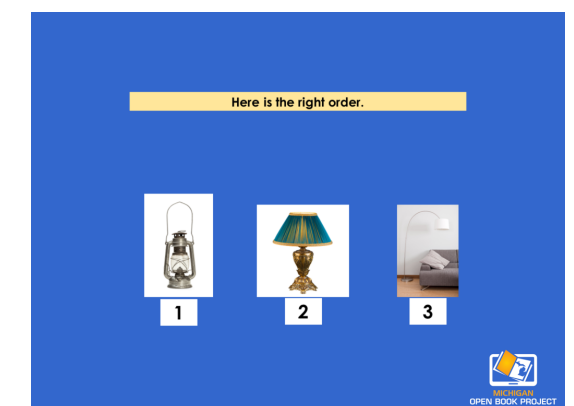 Here is the right order.
1
2
3
MICHIGAN
OPEN BOOK PROJECT